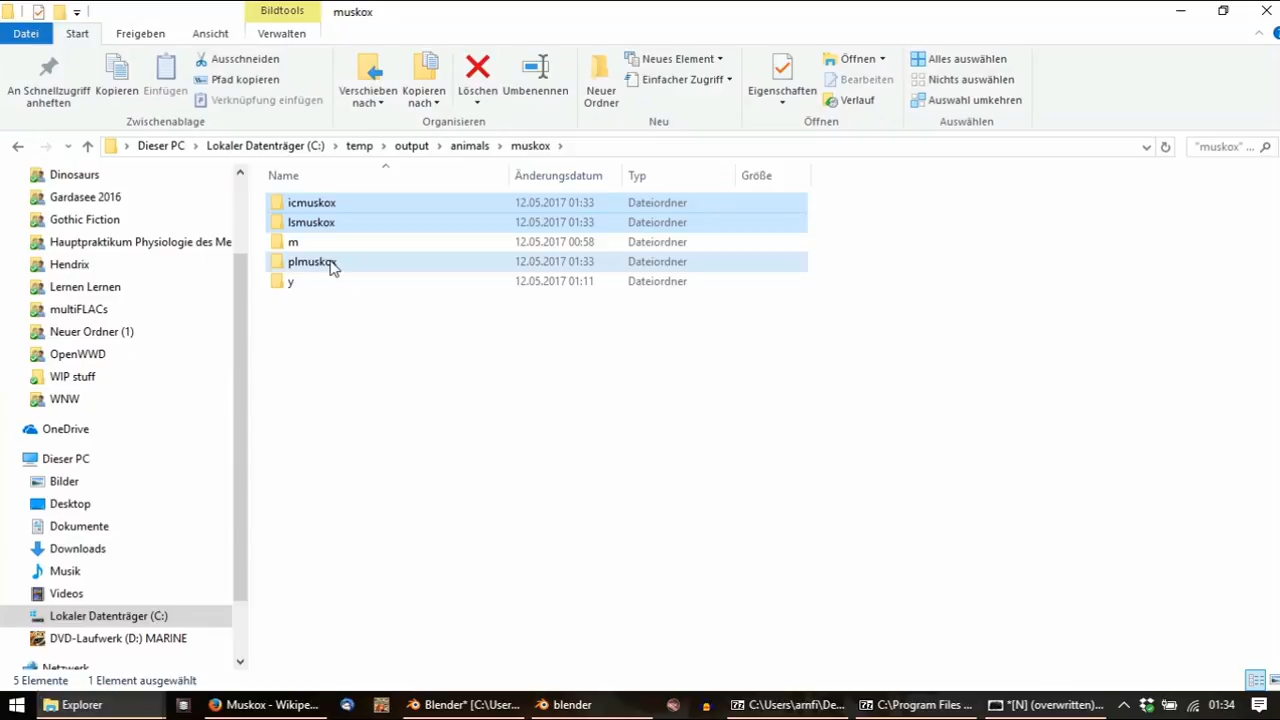 Bildtools
muskox
Datei
Start
Freigeben
Ansicht
Verwalten
An Schnellzugriff
anheften
Kopieren
Einfügen
Ausschneiden
Pfad kopieren
Verknüpfung einfügen
Zwischenablage
Verschieben
nach
Kopieren
nach
Löschen
Umbenennen
Organisieren
Neuer
Ordner
Neues Element
Einfacher Zugriff
Neu
Eigenschaften
Öffnen
Bearbeiten
Verlauf
Öffnen
Alles auswählen
Nichts auswählen
Auswahl umkehren
Auswählen
Dieser PC
Lokaler Datenträger (C:)
temp
output
animals
muskox
"muskox" ...
Name
Änderungsdatum
Typ
Größe
icmuskox 12.05.2017 01:33 Dateiordner
lsmuskox 12.05.2017 01:33 Dateiordner
m 12.05.2017 00:58 Dateiordner
plmuskox 12.05.2017 01:33 Dateiordner
y 12.05.2017 01:11 Dateiordner
Dinosaurs
Gardasee 2016
Gothic Fiction
Hauptpraktikum Physiologie des Me
Hendrix
Lernen Lernen
multiFLACs
Neuer Ordner (1)
OpenWWD
WIP stuff
WNW
OneDrive
Dieser PC
Bilder
Desktop
Dokumente
Downloads
Musik
Videos
Lokaler Datenträger (C:)
DVD-Laufwerk (D:) MARINE
Netzwerk
5 Elemente
1 Element ausgewählt
Explorer
Muskox - Wikipe...
Blender* [C:\User...
blender
C:\Users\arnfi\De...
C:\Program Files ...
*[N] (overwritten)...
01:34